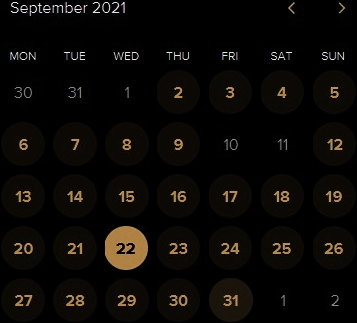 September 2021
MON TUE WED THU FRI SAT SUN
30 31 1 2 3 4 5
6 7 8 9 10 11 12
13 14 15 16 17 18 19
20 21 22 23 24 25 26
27 28 29 30 31 1 2